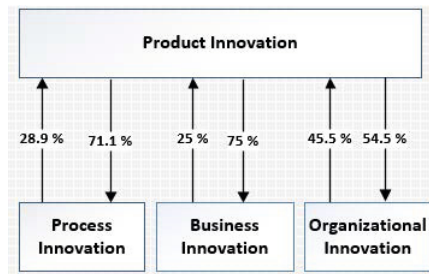 Product Innovation
28.9 % 71.1 % 25 % 75 % 45.5 % 54.5 %
Process Business Organizational
Innovation Innovation Innovation